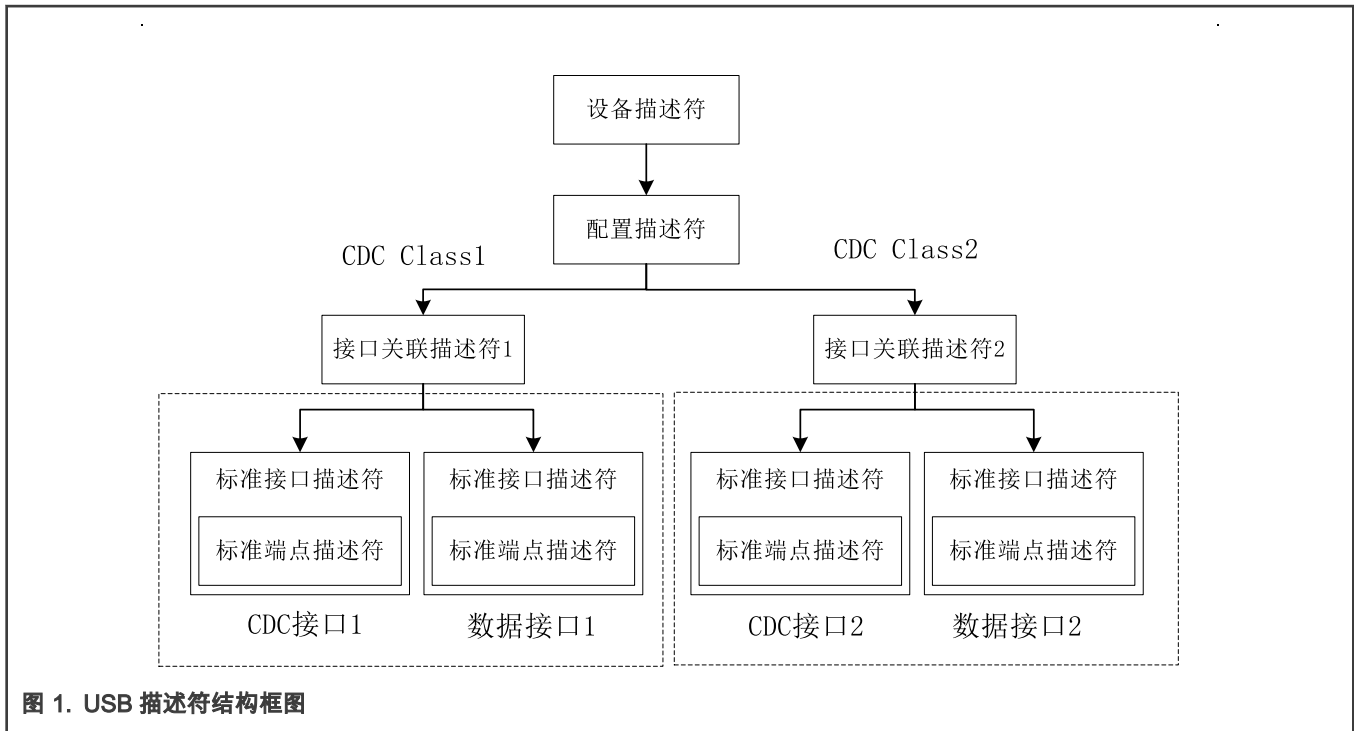 设备描述符
配置描述符
CDC Class1
CDC Class2
接口关联描述符1
接口关联描述符2
标准接口描述符
标准接口描述符
标准接口描述符
标准接口描述符
标准端点描述符
标准端点描述符
标准端点描述符
标准端点描述符
CDC接口1
数据接口1
CDC接口2
数据接口2
图 1. USB 描述符结构框图